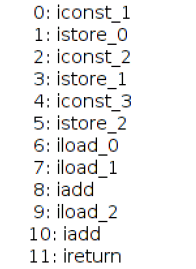 0: iconst_1
1: istore_0
2: iconst_2
3: istore_1
4: iconst_3
5: istore_2
6: iload_0
7: iload_1
8: iadd
9: iload_2
10: iadd
11: ireturn